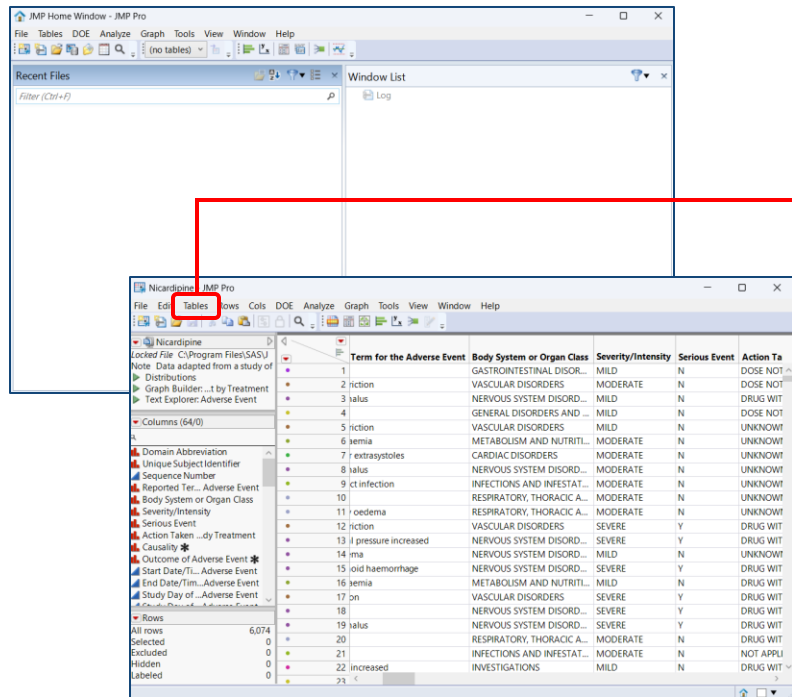 JMP Home Window - JMP Pro
File Tables DOE Analyze Graph Tools View Window Help
(no tables)
Recent Files
Window List
Filter (Ctrl+F)
Log
Nicardipine - JMP Pro
File Edit Tables Rows Cols DOE Analyze Graph Tools View Window Help
Nicardipine
Locked File C:\Program Files\SAS\J
Note Data adapted from a study of
Distributions
Graph Builder:...t by Treatment
Text Explorer: Adverse Event
Columns (64/0)
Domain Abbreviation
Unique Subject Identifier
Sequence Number
Reported Ter... Adverse Event
Body System or Organ Class
Severity/Intensity
Serious Event
Action Taken ...dy Treatment
Causality
Outcome of Adverse Event
Start Date/Ti... Adverse Event
End Date/Tim...Adverse Event
Study Day of ...Adverse Event
Rows
All rows 6,074
Selected 0
Excluded 0
Hidden 0
Labeled 0
Term for the Adverse Event Body System or Organ Class Severity/Intensity Serious Event Action Ta
1 GASTROINTESTINAL DISOR... MILD N DOSE NOT
2 riction VASCULAR DISORDERS MODERATE N DOSE NOT
3 nalus NERVOUS SYSTEM DISORD... MILD N DRUG WIT
4 GENERAL DISORDERS AND ... MILD N DOSE NOT
5 riction VASCULAR DISORDERS MILD N UNKNOWN
6 aemia METABOLISM AND NUTRITI... MODERATE N UNKNOWN
7 r extrasystoles CARDIAC DISORDERS MODERATE N UNKNOWN
8 nalus NERVOUS SYSTEM DISORD... MODERATE N UNKNOWN
9 ct infection INFECTIONS AND INFESTAT... MODERATE N UNKNOWN
10 RESPIRATORY, THORACIC A... MODERATE N UNKNOWN
11 y oedema RESPIRATORY, THORACIC A... MODERATE N UNKNOWN
12 riction VASCULAR DISORDERS SEVERE Y DRUG WIT
13 l pressure increased NERVOUS SYSTEM DISORD... SEVERE Y DRUG WIT
14 ema NERVOUS SYSTEM DISORD... MILD N UNKNOWN
15 oid haemorrhage NERVOUS SYSTEM DISORD... SEVERE Y DRUG WIT
16 aemia METABOLISM AND NUTRITI... MILD N DRUG WIT
17 on VASCULAR DISORDERS SEVERE Y DRUG WIT
18 NERVOUS SYSTEM DISORD... SEVERE Y DRUG WIT
19 nalus NERVOUS SYSTEM DISORD... SEVERE Y DRUG WIT
20 RESPIRATORY, THORACIC A... MODERATE N DRUG WIT
21 INFECTIONS AND INFESTAT... MODERATE N NOT APPLI
22 increased INVESTIGATIONS MILD N DRUG WIT
23